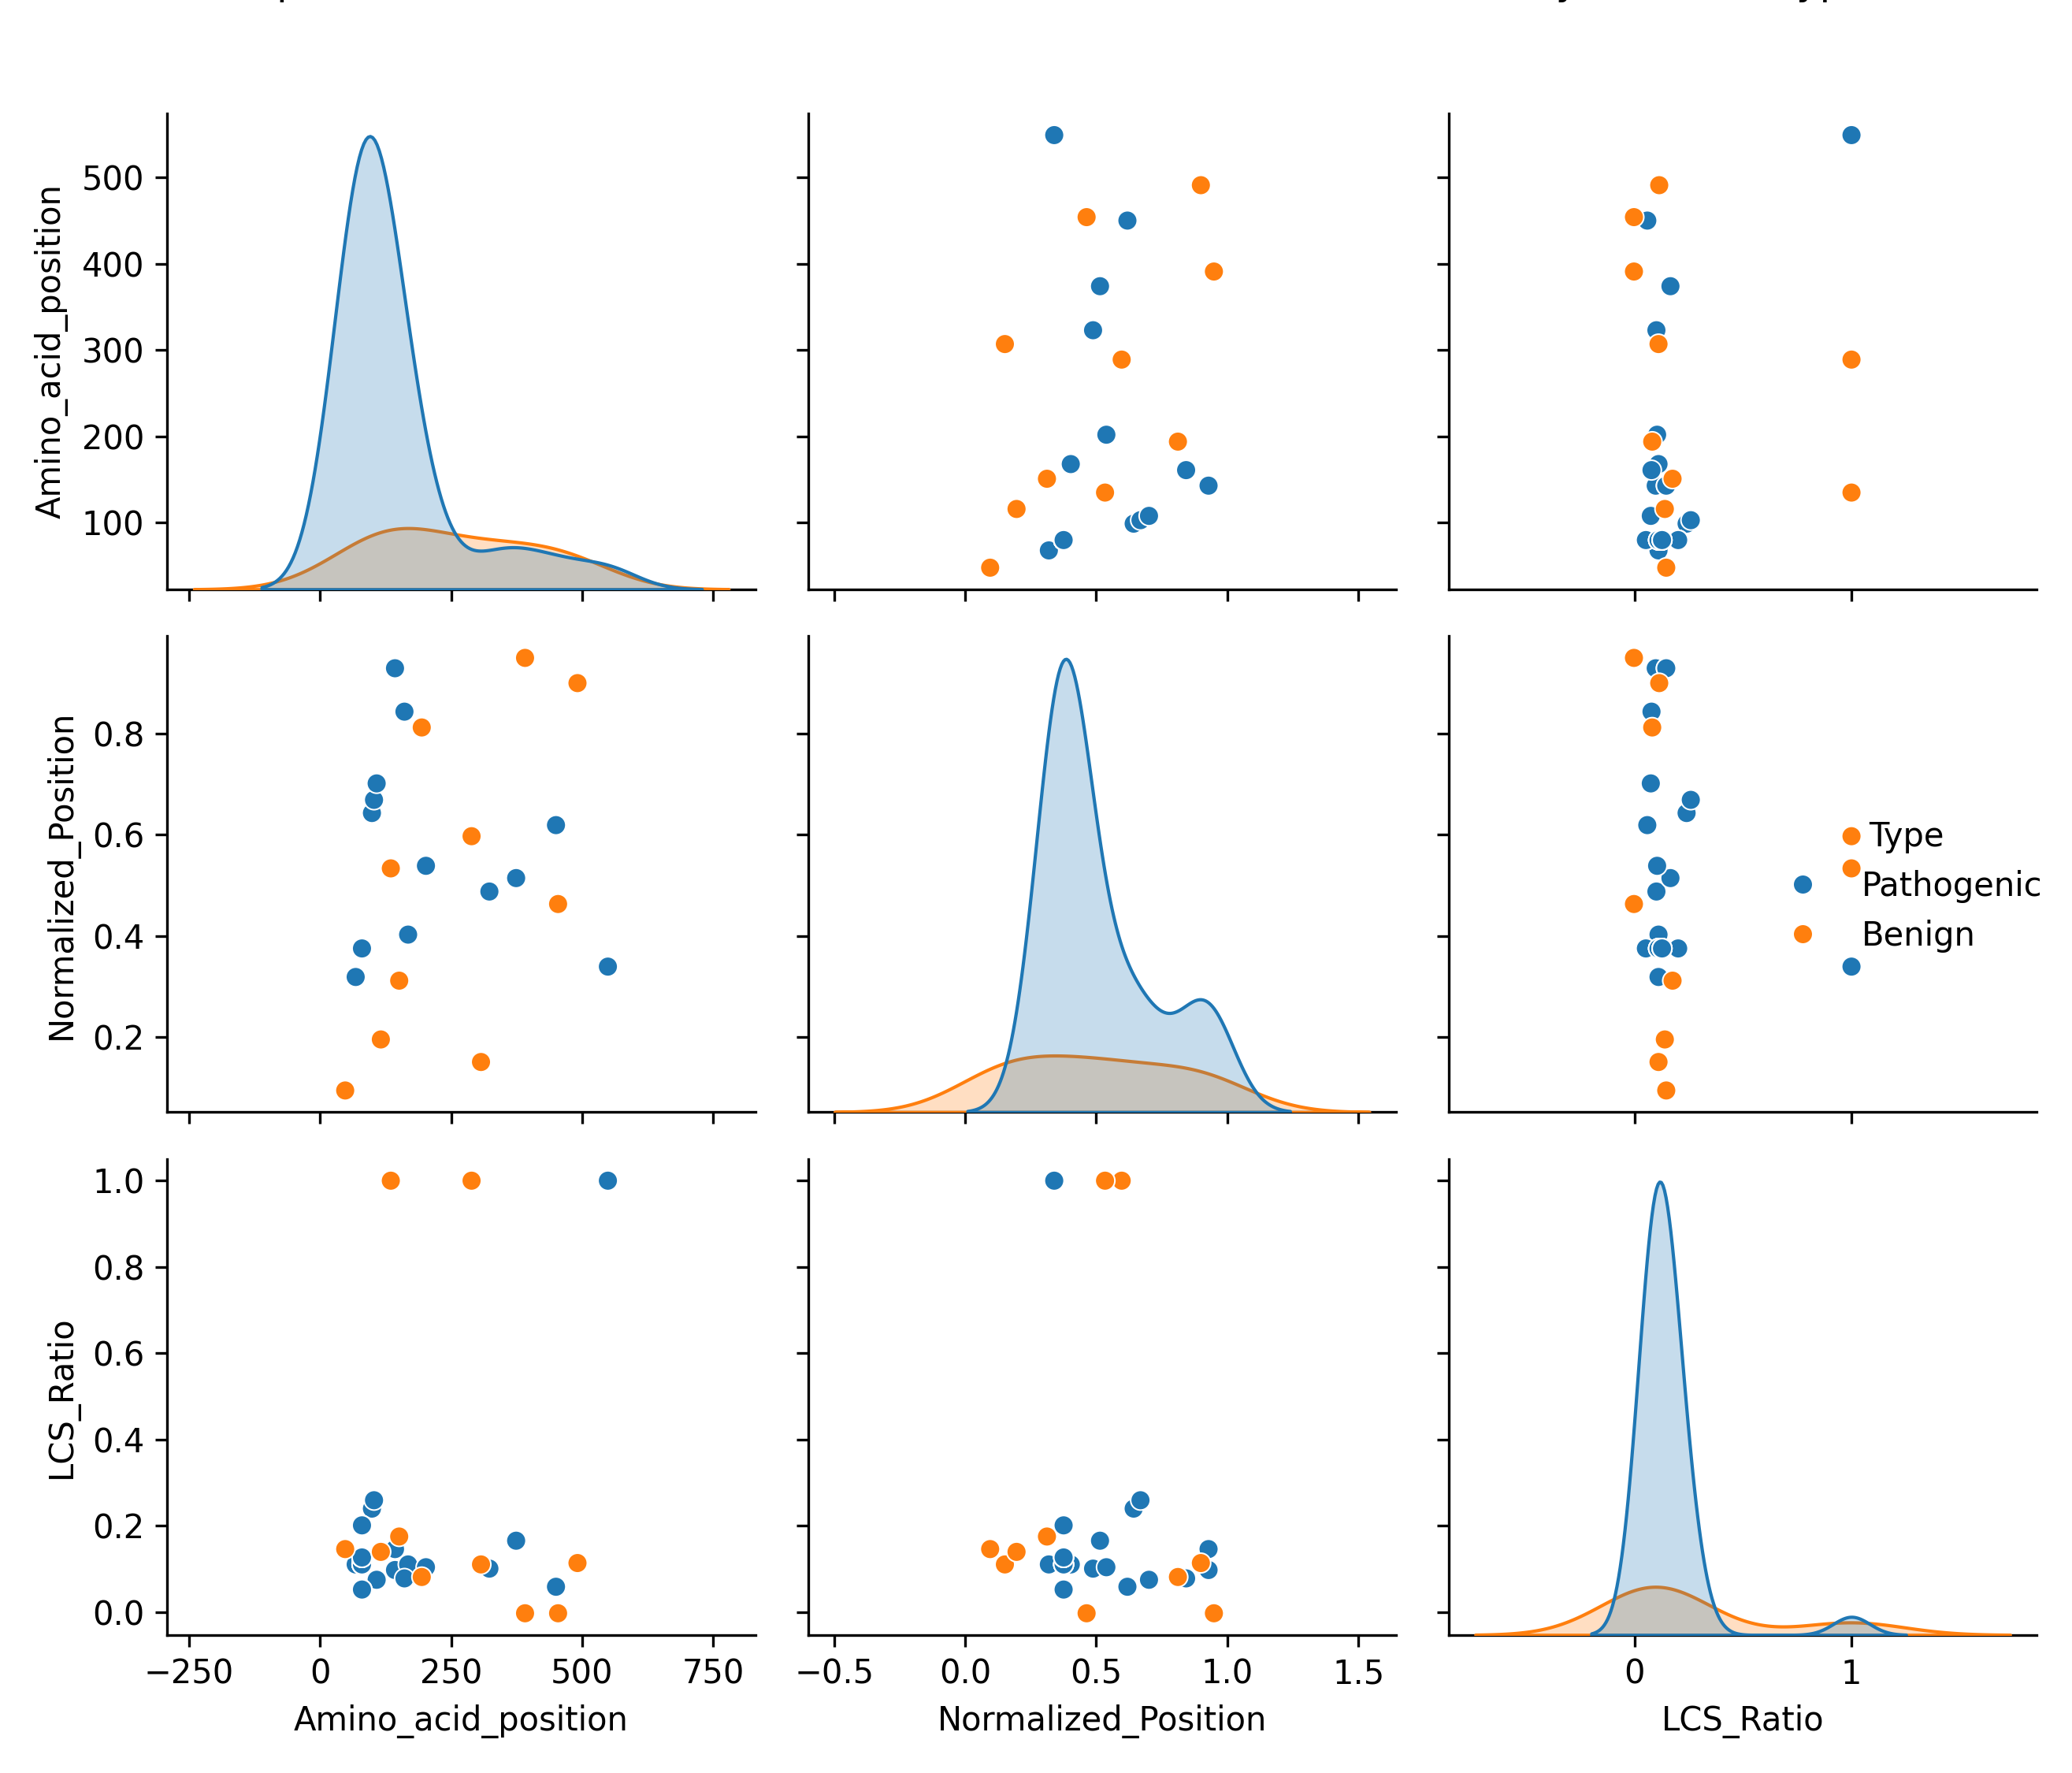 Amino_acid_position
500
400
300
200
100
Normalized_Position
0.8
0.6
0.4
0.2
Type
Pathogenic
Benign
LCS_Ratio
1.0
0.8
0.6
0.4
0.2
0.0
−250 0 250 500 750
−0.5 0.0 0.5 1.0 1.5
0 1
Amino_acid_position
Normalized_Position
LCS_Ratio